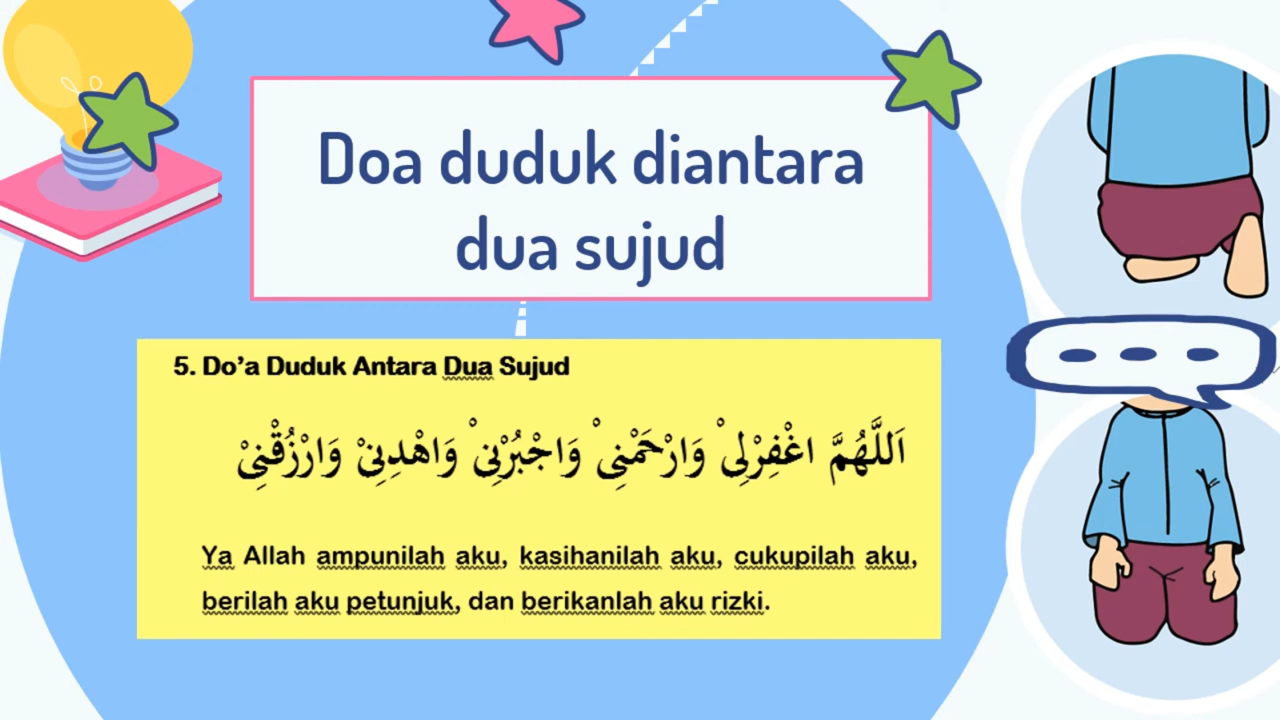 Doa duduk diantara
dua sujud
5. Do'a Duduk Antara Dua Sujud
اَللَّهُمَّ اغْفِرْلِىْ وَارْحَمْنِىْ وَاجْبُرْنِىْ وَاهْدِنِىْ وَارْزُقْنِىْ
Ya Allah ampunilah aku, kasihanilah aku, cukupilah aku,
berilah aku petunjuk, dan berikanlah aku rizki.